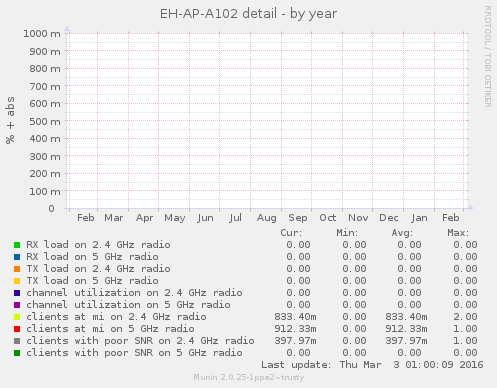 EH-AP-A102 detail - by year
RRDTOOL / TOBI OETIKER
% + abs
1000 m
900 m
800 m
700 m
600 m
500 m
400 m
300 m
200 m
100 m
0
Feb Mar Apr May Jun Jul Aug Sep Oct Nov Dec Jan Feb
Cur: Min: Avg: Max:
RX load on 2.4 GHz radio 0.00 0.00 0.00 0.00
RX load on 5 GHz radio 0.00 0.00 0.00 0.00
TX load on 2.4 GHz radio 0.00 0.00 0.00 0.00
TX load on 5 GHz radio 0.00 0.00 0.00 0.00
channel utilization on 2.4 GHz radio 0.00 0.00 0.00 0.00
channel utilization on 5 GHz radio 0.00 0.00 0.00 0.00
clients at mi on 2.4 GHz radio 833.40m 0.00 833.40m 2.00
clients at mi on 5 GHz radio 912.33m 0.00 912.33m 1.00
clients with poor SNR on 2.4 GHz radio 397.97m 0.00 397.97m 1.00
clients with poor SNR on 5 GHz radio 0.00 0.00 0.00 0.00
Last update: Thu Mar 3 01:00:09 2016
Munin 2.0.25-1ppa2~trusty